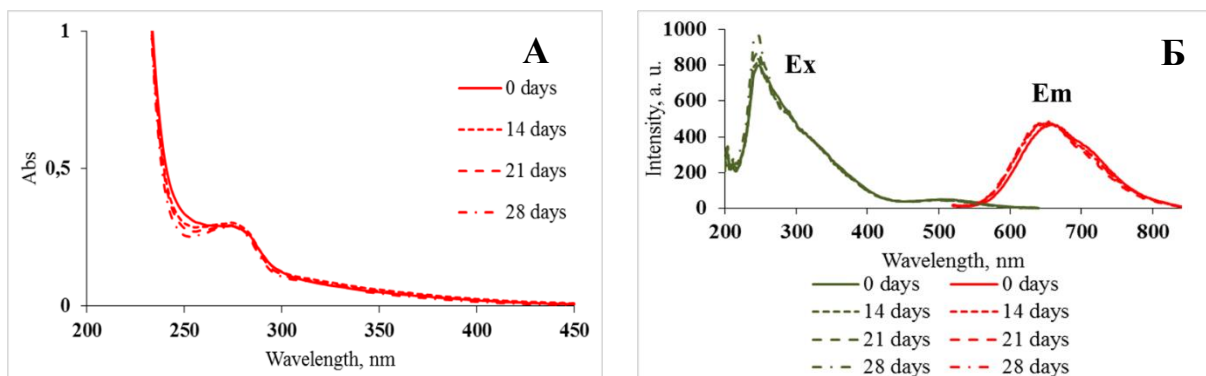 А
1
0,5
0
Abs
200 250 300 350 400 450
Wavelength, nm
0 days
14 days
21 days
28 days
Б
1000
800
600
400
200
0
Intensity, a. u.
Ex
Em
200 300 400 500 600 700 800
Wavelength, nm
0 days 0 days
14 days 14 days
21 days 21 days
28 days 28 days